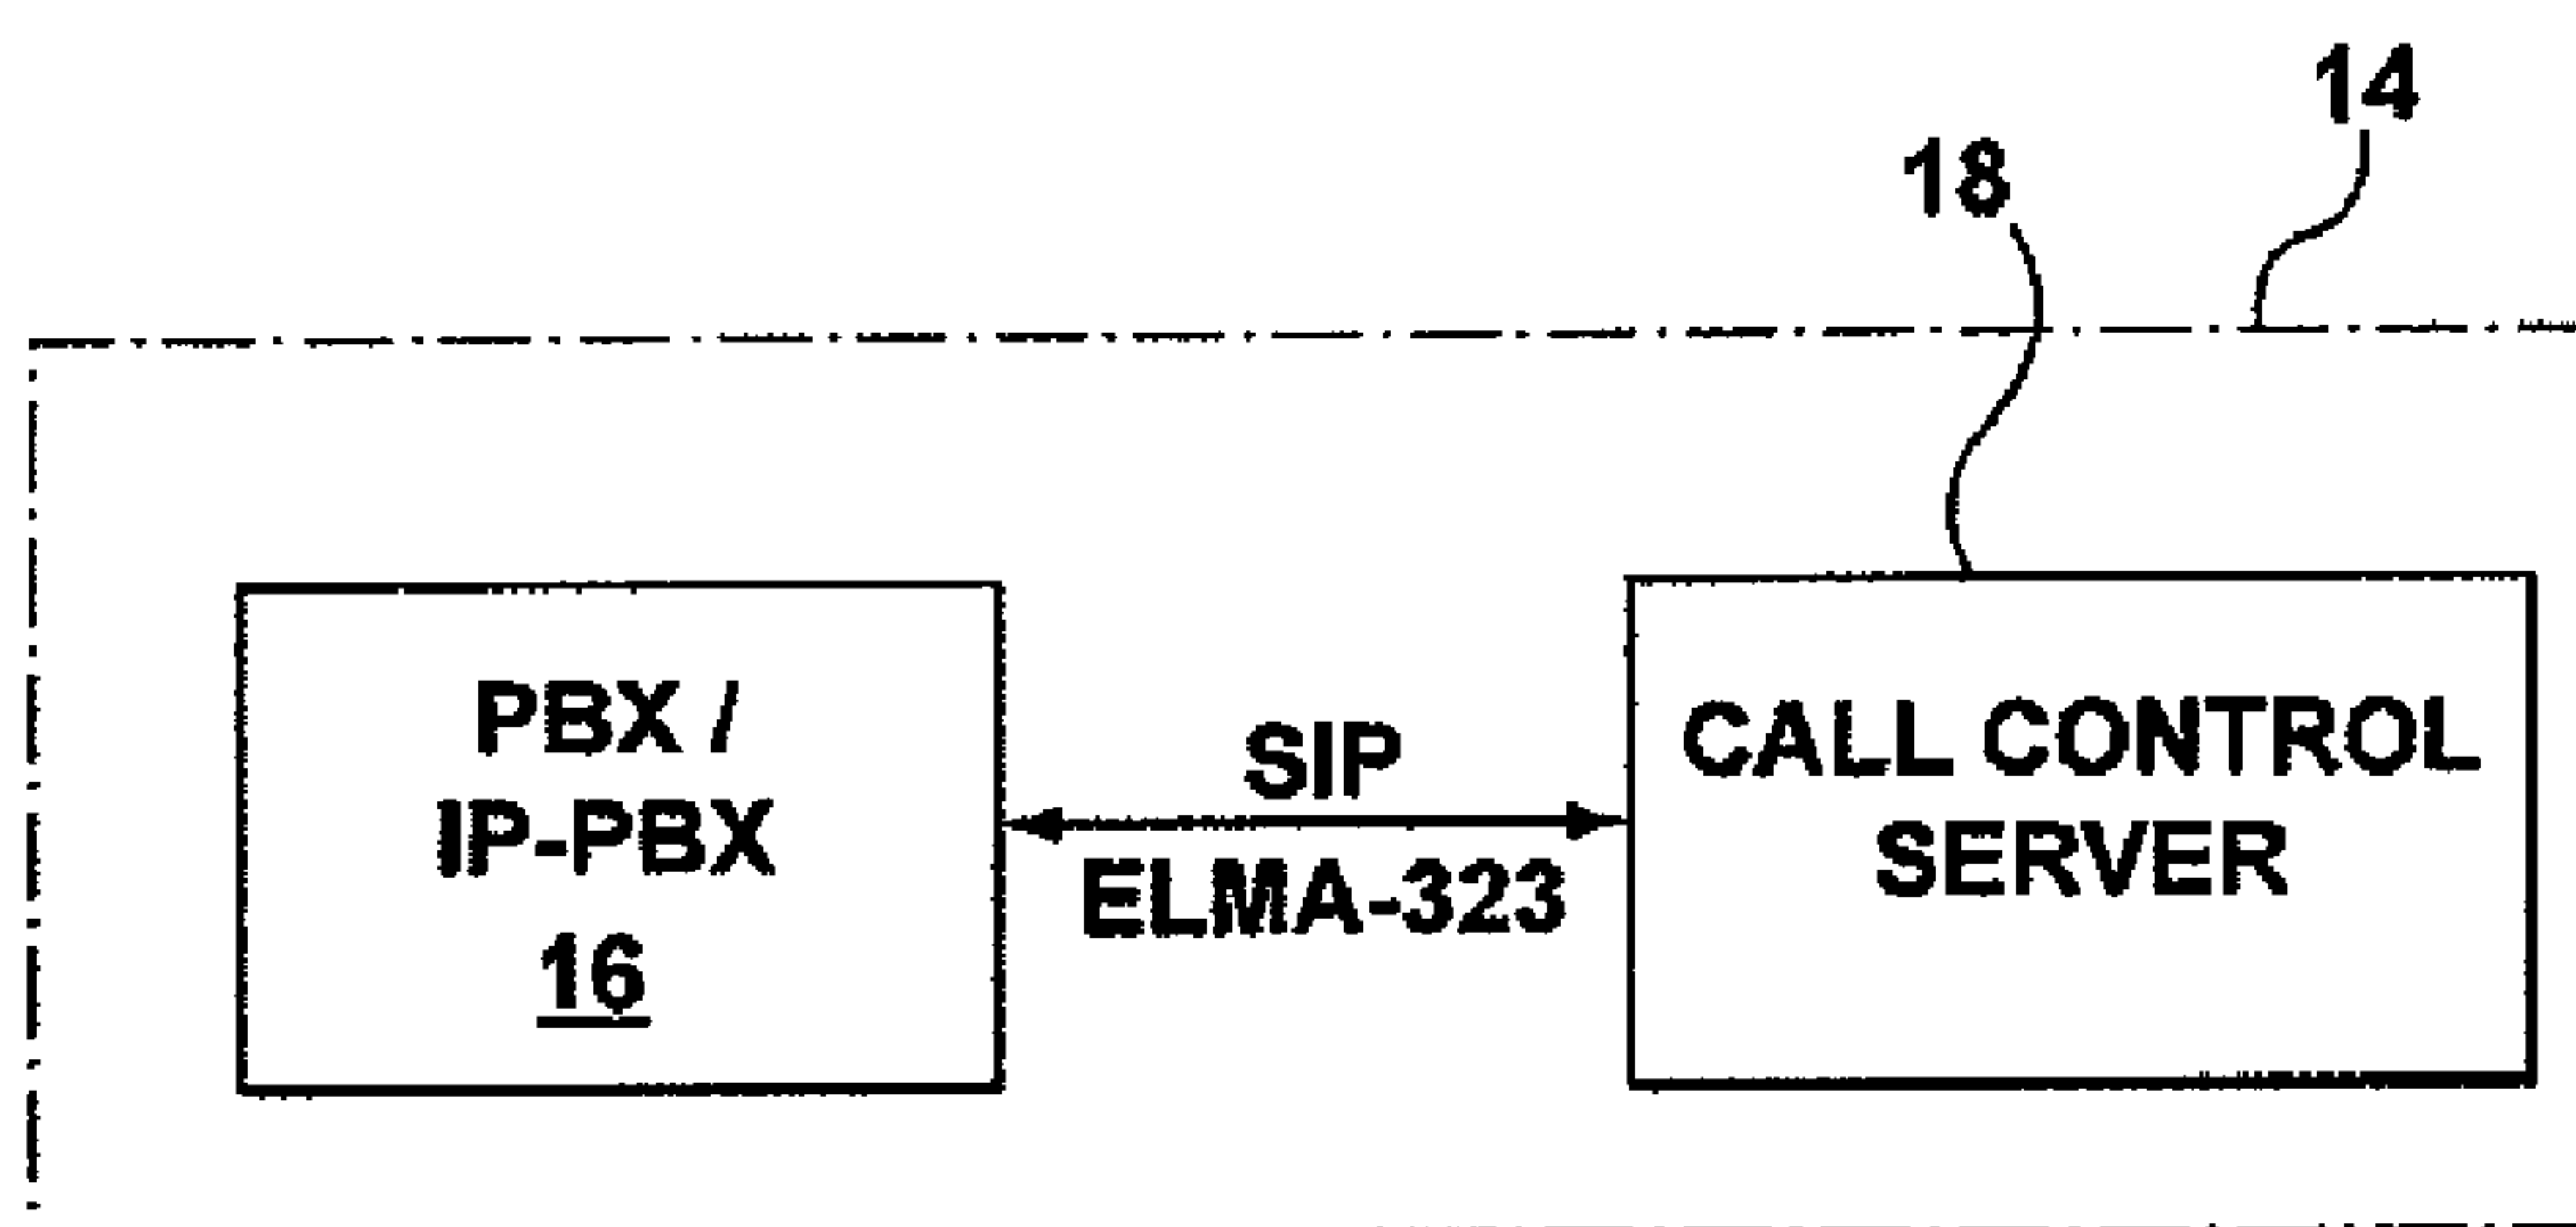 14
18
PBX /
IP-PBX
16
SIP
ELMA-323
CALL CONTROL
SERVER